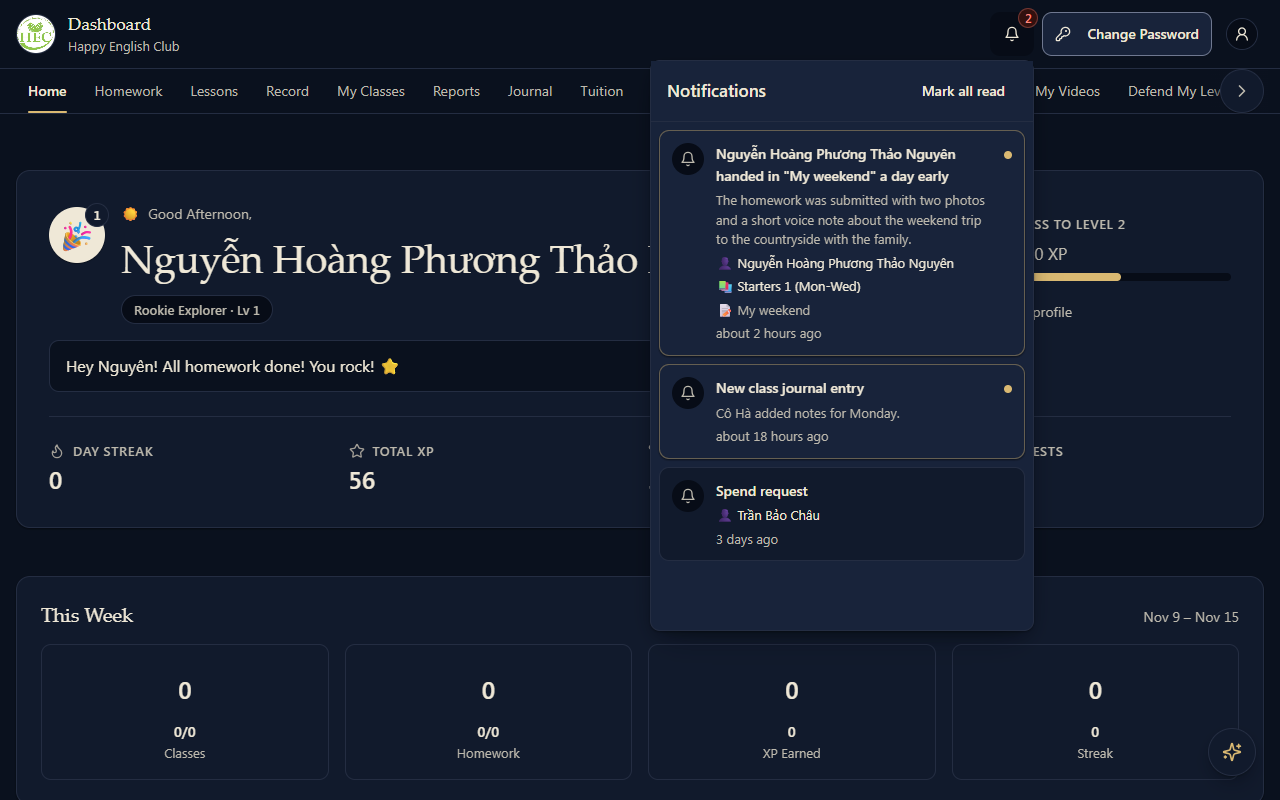 HEC
Dashboard
Happy English Club
2
Change Password
Home
Homework
Lessons
Record
My Classes
Reports
Journal
Tuition
My Videos
Defend My Lev
Notifications
Mark all read
Nguyễn Hoàng Phương Thảo Nguyên
handed in "My weekend" a day early
The homework was submitted with two photos
and a short voice note about the weekend trip
to the countryside with the family.
Nguyễn Hoàng Phương Thảo Nguyên
Starters 1 (Mon-Wed)
My weekend
about 2 hours ago
New class journal entry
Cô Hà added notes for Monday.
about 18 hours ago
Spend request
Trần Bảo Châu
3 days ago
1
Good Afternoon,
Nguyễn Hoàng Phương Thảo
Rookie Explorer · Lv 1
Hey Nguyên! All homework done! You rock!
SS TO LEVEL 2
0 XP
profile
DAY STREAK
0
TOTAL XP
56
ESTS
This Week
Nov 9 – Nov 15
0
0/0
Classes
0
0/0
Homework
0
0
XP Earned
0
0
Streak